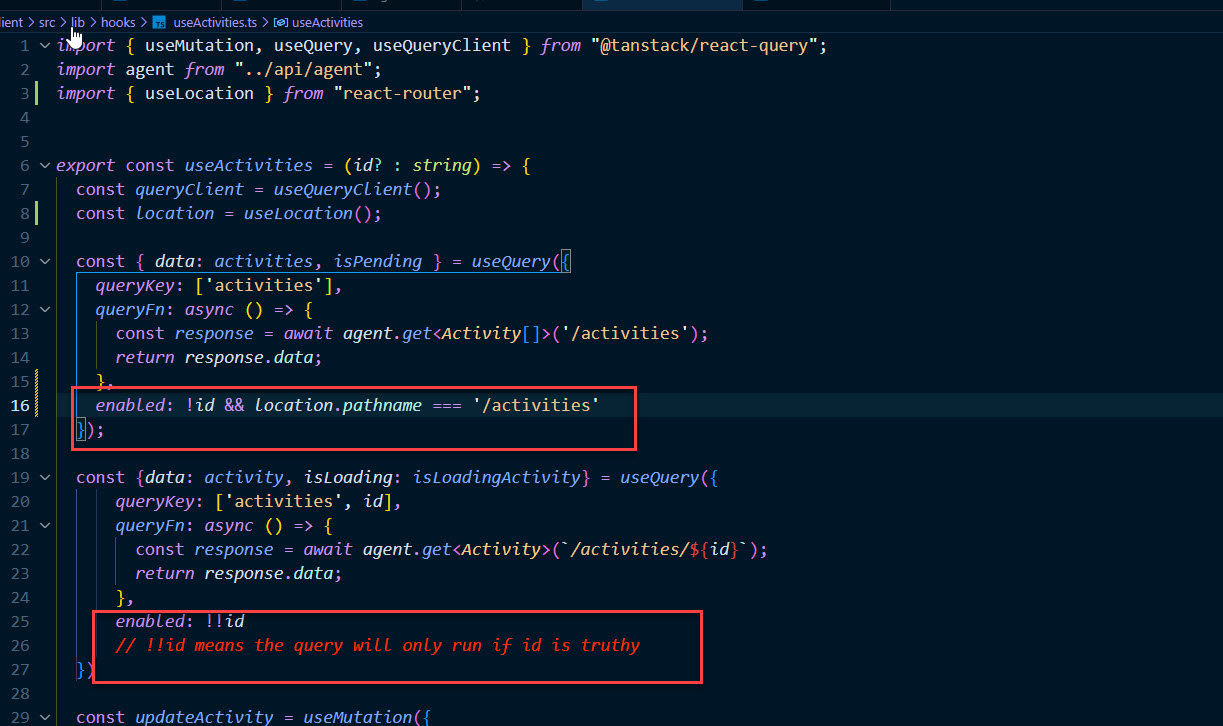 ient > src > lib > hooks > TS useActivities.ts > useActivities
1 import { useMutation, useQuery, useQueryClient } from "@tanstack/react-query";
2 import agent from "../api/agent";
3 import { useLocation } from "react-router";
4
5
6 export const useActivities = (id? : string) => {
7 const queryClient = useQueryClient();
8 const location = useLocation();
9
10 const { data: activities, isPending } = useQuery({
11 queryKey: ['activities'],
12 queryFn: async () => {
13 const response = await agent.get<Activity[]>('/activities');
14 return response.data;
15 },
16 enabled: !id && location.pathname === '/activities'
17 });
18
19 const {data: activity, isLoading: isLoadingActivity} = useQuery({
20 queryKey: ['activities', id],
21 queryFn: async () => {
22 const response = await agent.get<Activity>(`/activities/${id}`);
23 return response.data;
24 },
25 enabled: !!id
26 // !!id means the query will only run if id is truthy
27 })
28
29 const updateActivity = useMutation({